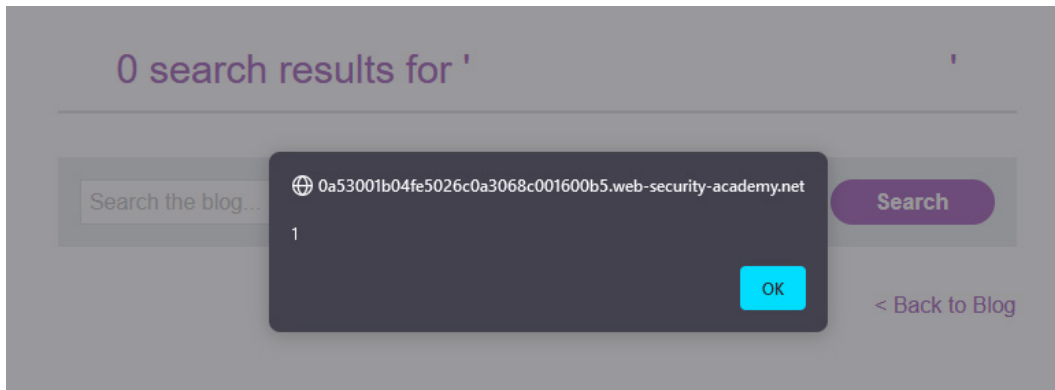 0 search results for ' '
0a53001b04fe5026c0a3068c001600b5.web-security-academy.net
Search the blog...
Search
1
OK
< Back to Blog